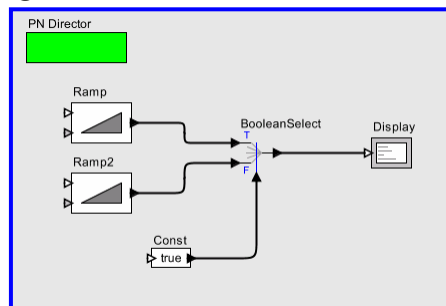 PN Director
Ramp
BooleanSelect
T
Display
Ramp2
F
Const
true